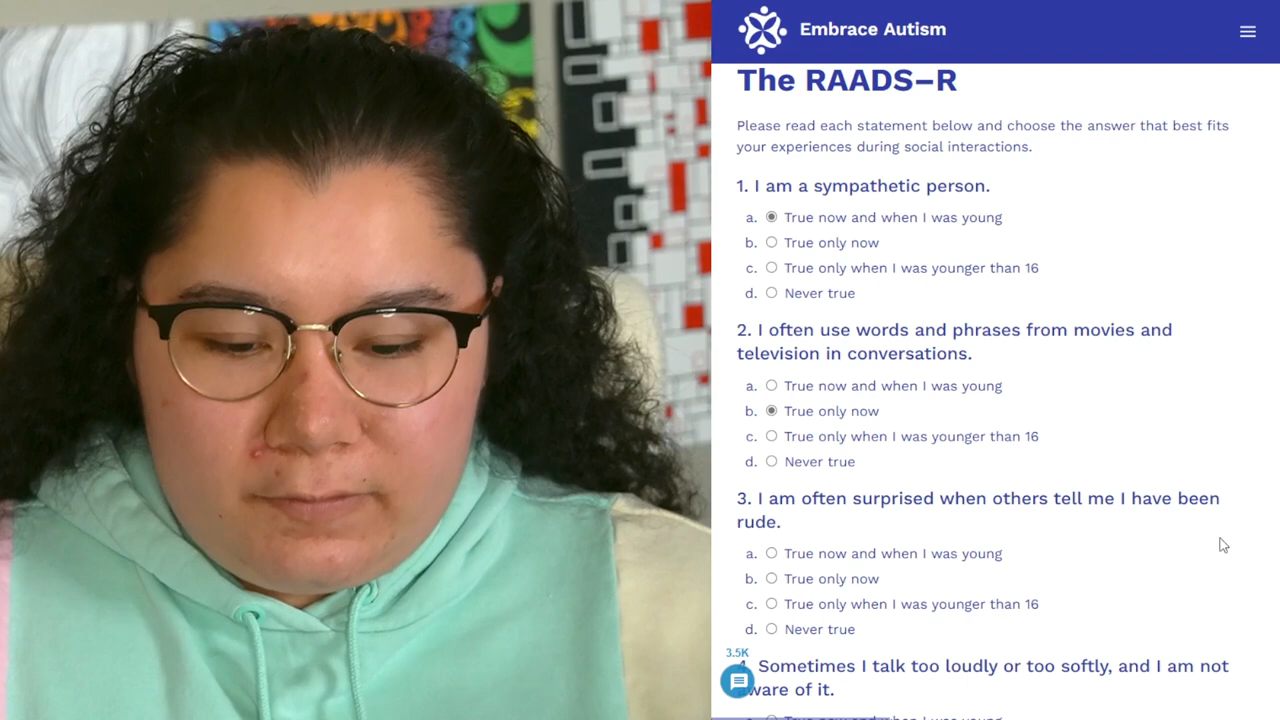 Embrace Autism
The RAADS–R
Please read each statement below and choose the answer that best fits
your experiences during social interactions.
1. I am a sympathetic person.
a. True now and when I was young
b. True only now
c. True only when I was younger than 16
d. Never true
2. I often use words and phrases from movies and
television in conversations.
a. True now and when I was young
b. True only now
c. True only when I was younger than 16
d. Never true
3. I am often surprised when others tell me I have been
rude.
a. True now and when I was young
b. True only now
c. True only when I was younger than 16
d. Never true
3.5K
Sometimes I talk too loudly or too softly, and I am not
aware of it.